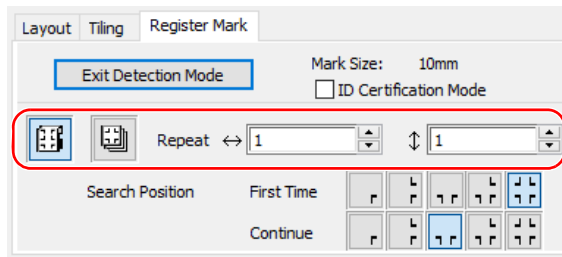 Layout Tiling Register Mark
Exit Detection Mode
Mark Size: 10mm
ID Certification Mode
Repeat ↔ 1 ↕ 1
Search Position First Time
Continue